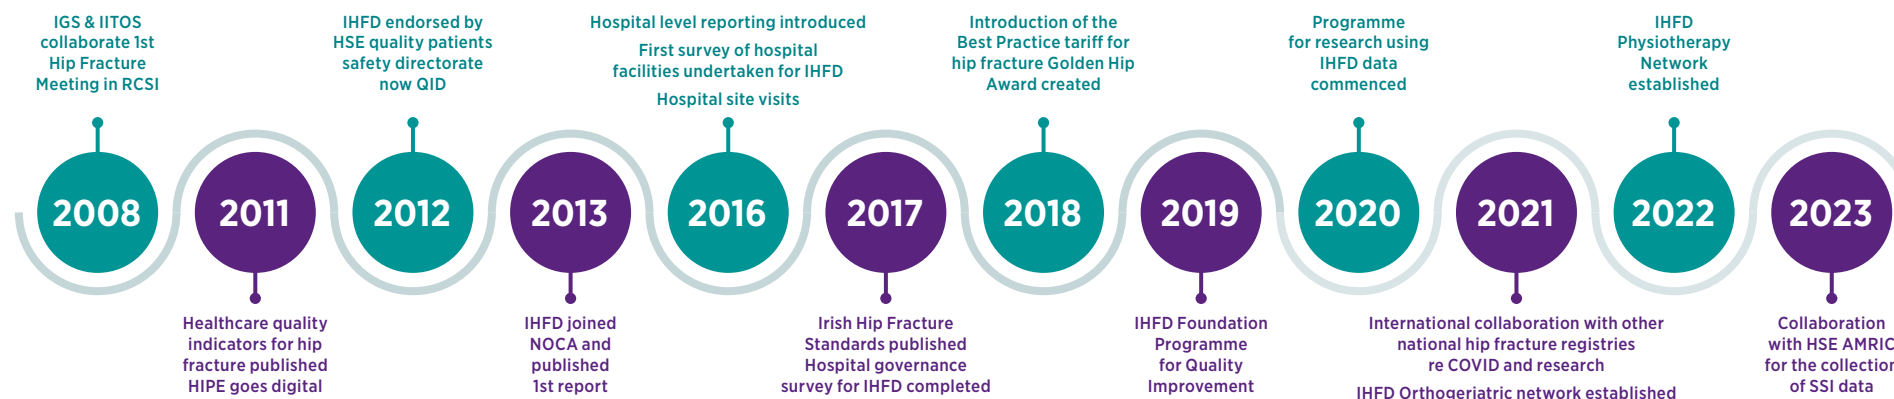 IGS & IITOS
collaborate 1st
Hip Fracture
Meeting in RCSI
IHFD endorsed by
HSE quality patients
safety directorate
now QID
Hospital level reporting introduced
First survey of hospital
facilities undertaken for IHFD
Hospital site visits
Introduction of the
Best Practice tariff for
hip fracture Golden Hip
Award created
Programme
for research using
IHFD data
commenced
IHFD
Physiotherapy
Network
established
2008
2011
2012
2013
2016
2017
2018
2019
2020
2021
2022
2023
Healthcare quality
indicators for hip
fracture published
HIPE goes digital
IHFD joined
NOCA and
published
1st report
Irish Hip Fracture
Standards published
Hospital governance
survey for IHFD completed
IHFD Foundation
Programme
for Quality
Improvement
International collaboration with other
national hip fracture registries
re COVID and research
IHFD Orthogeriatric network established
Collaboration
with HSE AMRIC
for the collection
of SSI data